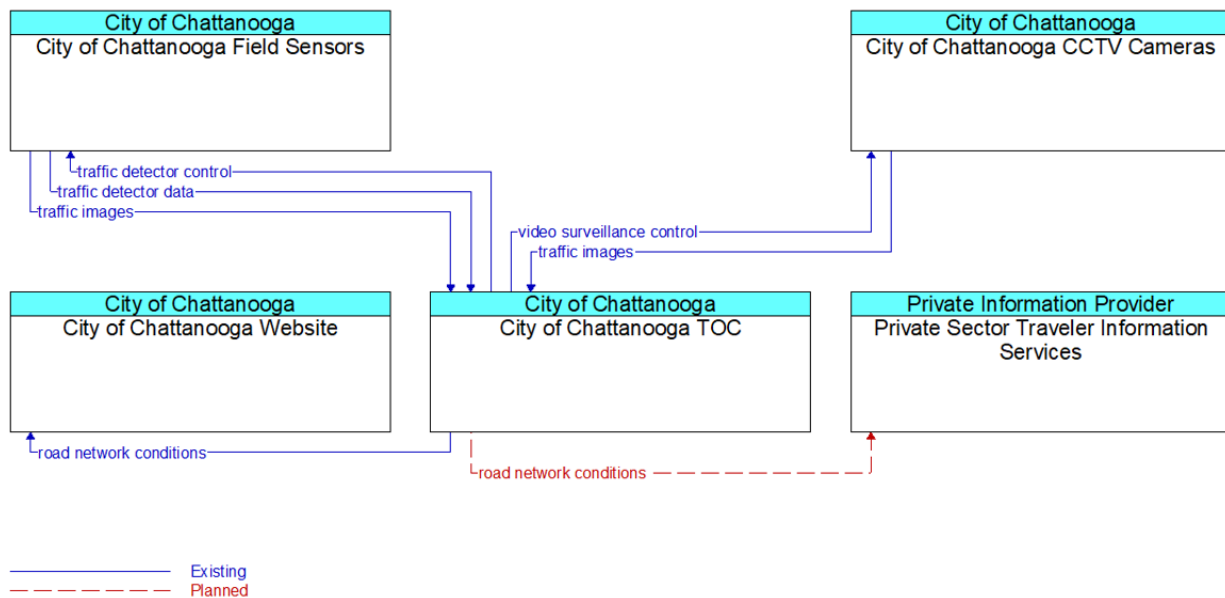 City of Chattanooga
City of Chattanooga Field Sensors
City of Chattanooga
City of Chattanooga CCTV Cameras
traffic detector control
traffic detector data
traffic images
video surveillance control
traffic images
City of Chattanooga
City of Chattanooga Website
City of Chattanooga
City of Chattanooga TOC
Private Information Provider
Private Sector Traveler Information
Services
road network conditions
road network conditions
Existing
Planned